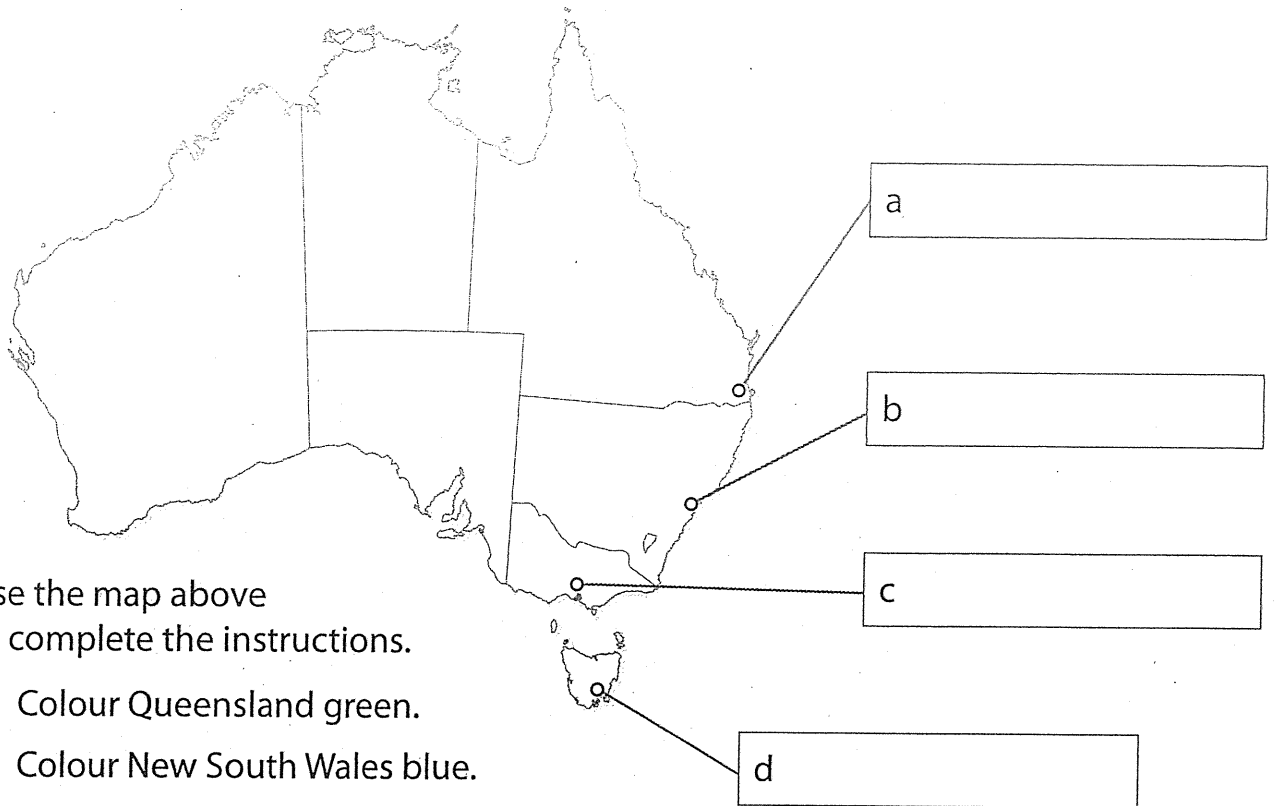 a
b
c
se the map above
complete the instructions.
Colour Queensland green.
Colour New South Wales blue.
d